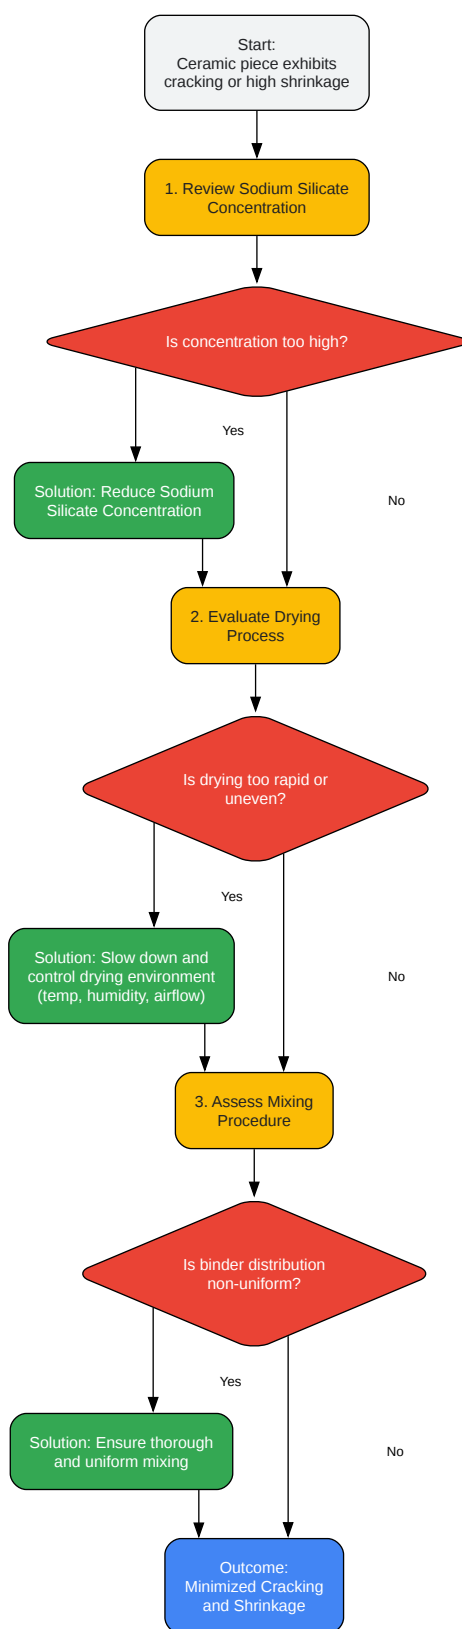 Start:
Ceramic piece exhibits
cracking or high shrinkage
1. Review Sodium Silicate
Concentration
Is concentration too high?
Yes
Solution: Reduce Sodium
Silicate Concentration
No
2. Evaluate Drying
Process
Is drying too rapid or
uneven?
Yes
Solution: Slow down and
control drying environment
(temp, humidity, airflow)
No
3. Assess Mixing
Procedure
Is binder distribution
non-uniform?
Yes
Solution: Ensure thorough
and uniform mixing
No
Outcome:
Minimized Cracking
and Shrinkage